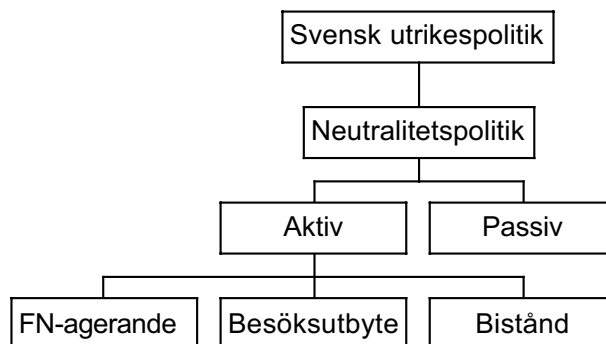 Svensk utrikespolitik
Neutralitetspolitik
Aktiv
Passiv
FN-agerande
Besöksutbyte
Bistånd